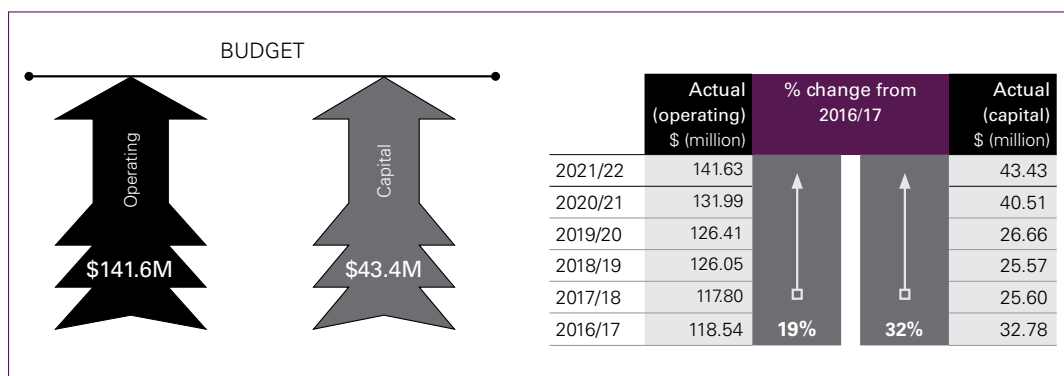 BUDGET
Operating
$141.6M
Capital
$43.4M
Actual (operating) $ (million)
% change from 2016/17
Actual (capital) $ (million)
2021/22 141.63 43.43
2020/21 131.99 40.51
2019/20 126.41 26.66
2018/19 126.05 25.57
2017/18 117.80 25.60
2016/17 118.54 19% 32% 32.78